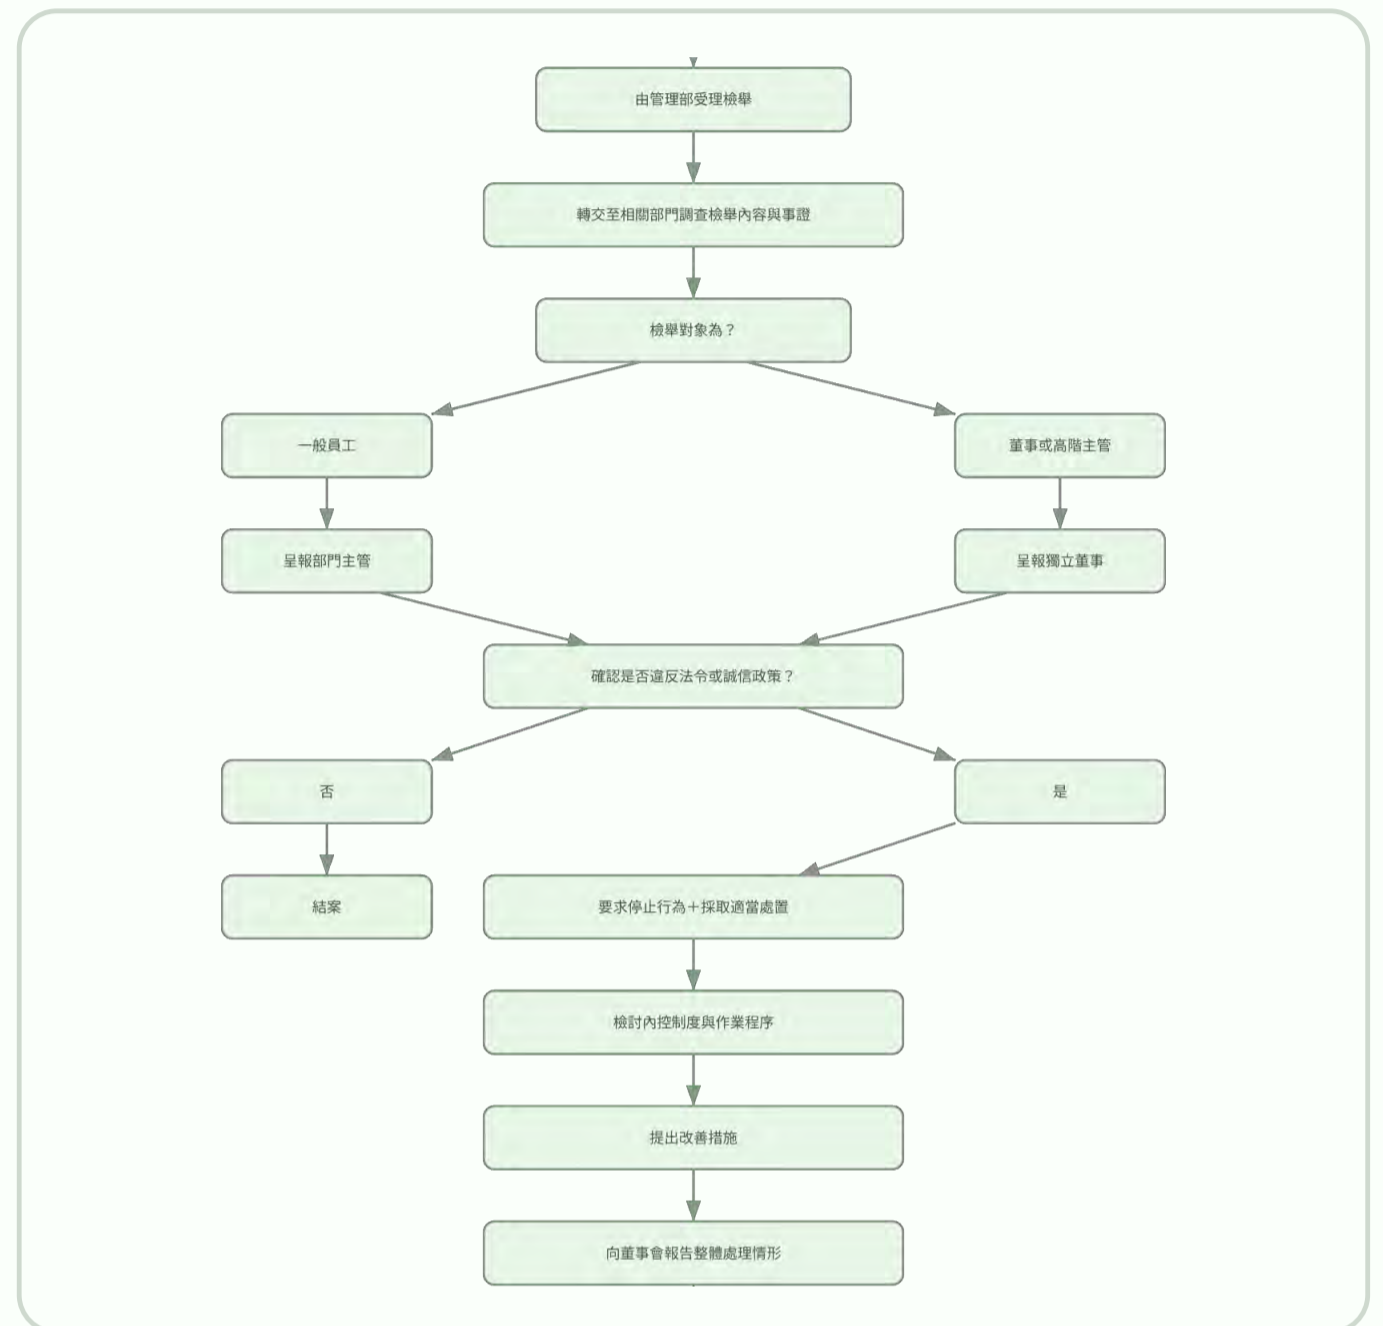 由管理部受理檢舉
轉交至相關部門調查檢舉內容與事證
檢舉對象為？
一般員工
董事或高階主管
呈報部門主管
呈報獨立董事
確認是否違反法令或誠信政策？
否
是
結案
要求停止行為＋採取適當處置
檢討內控制度與作業程序
提出改善措施
向董事會報告整體處理情形